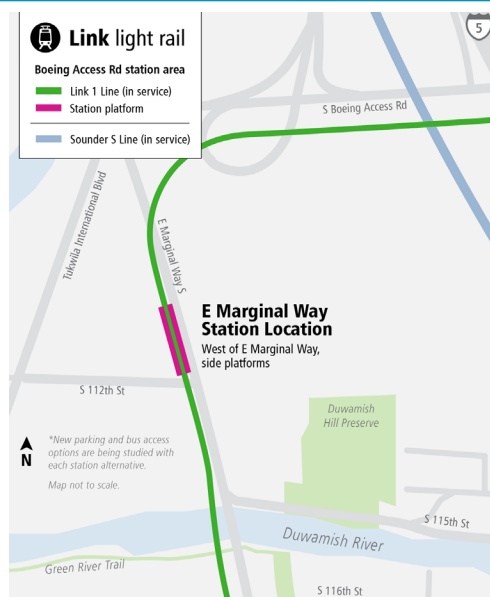 Link light rail
Boeing Access Rd station area
Link 1 Line (in service)
Station platform
Sounder S Line (in service)
5
S Boeing Access Rd
Tukwila International Blvd
E Marginal Way S
E Marginal Way
Station Location
West of E Marginal Way,
side platforms
S 112th St
Duwamish
Hill Preserve
*New parking and bus access
options are being studied with
each station alternative.
Map not to scale.
N
S 115th St
Duwamish River
Green River Trail
S 116th St